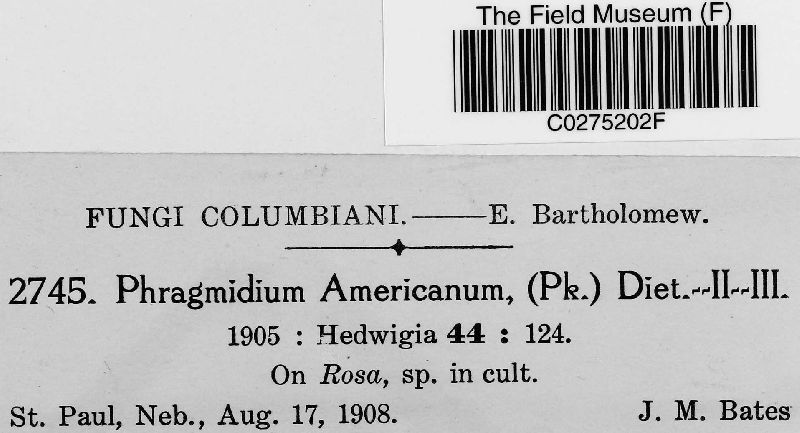 The Field Museum (F)
C0275202F
FUNGI COLUMBIANI.——E. Bartholomew.
2745. Phragmidium Americanum, (Pk.) Diet.--II--III.
1905 : Hedwigia 44 : 124.
On Rosa, sp. in cult.
St. Paul, Neb., Aug. 17, 1908. J. M. Bates